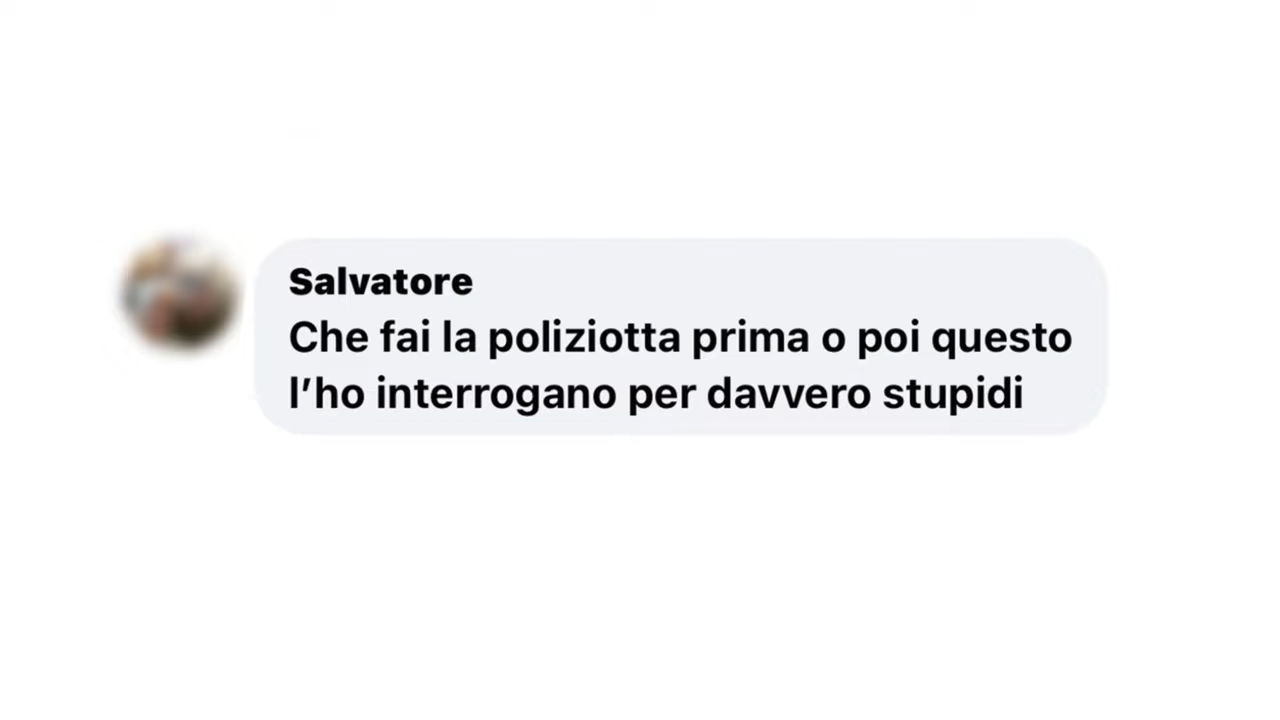 Salvatore
Che fai la poliziotta prima o poi questo
l’ho interrogano per davvero stupidi